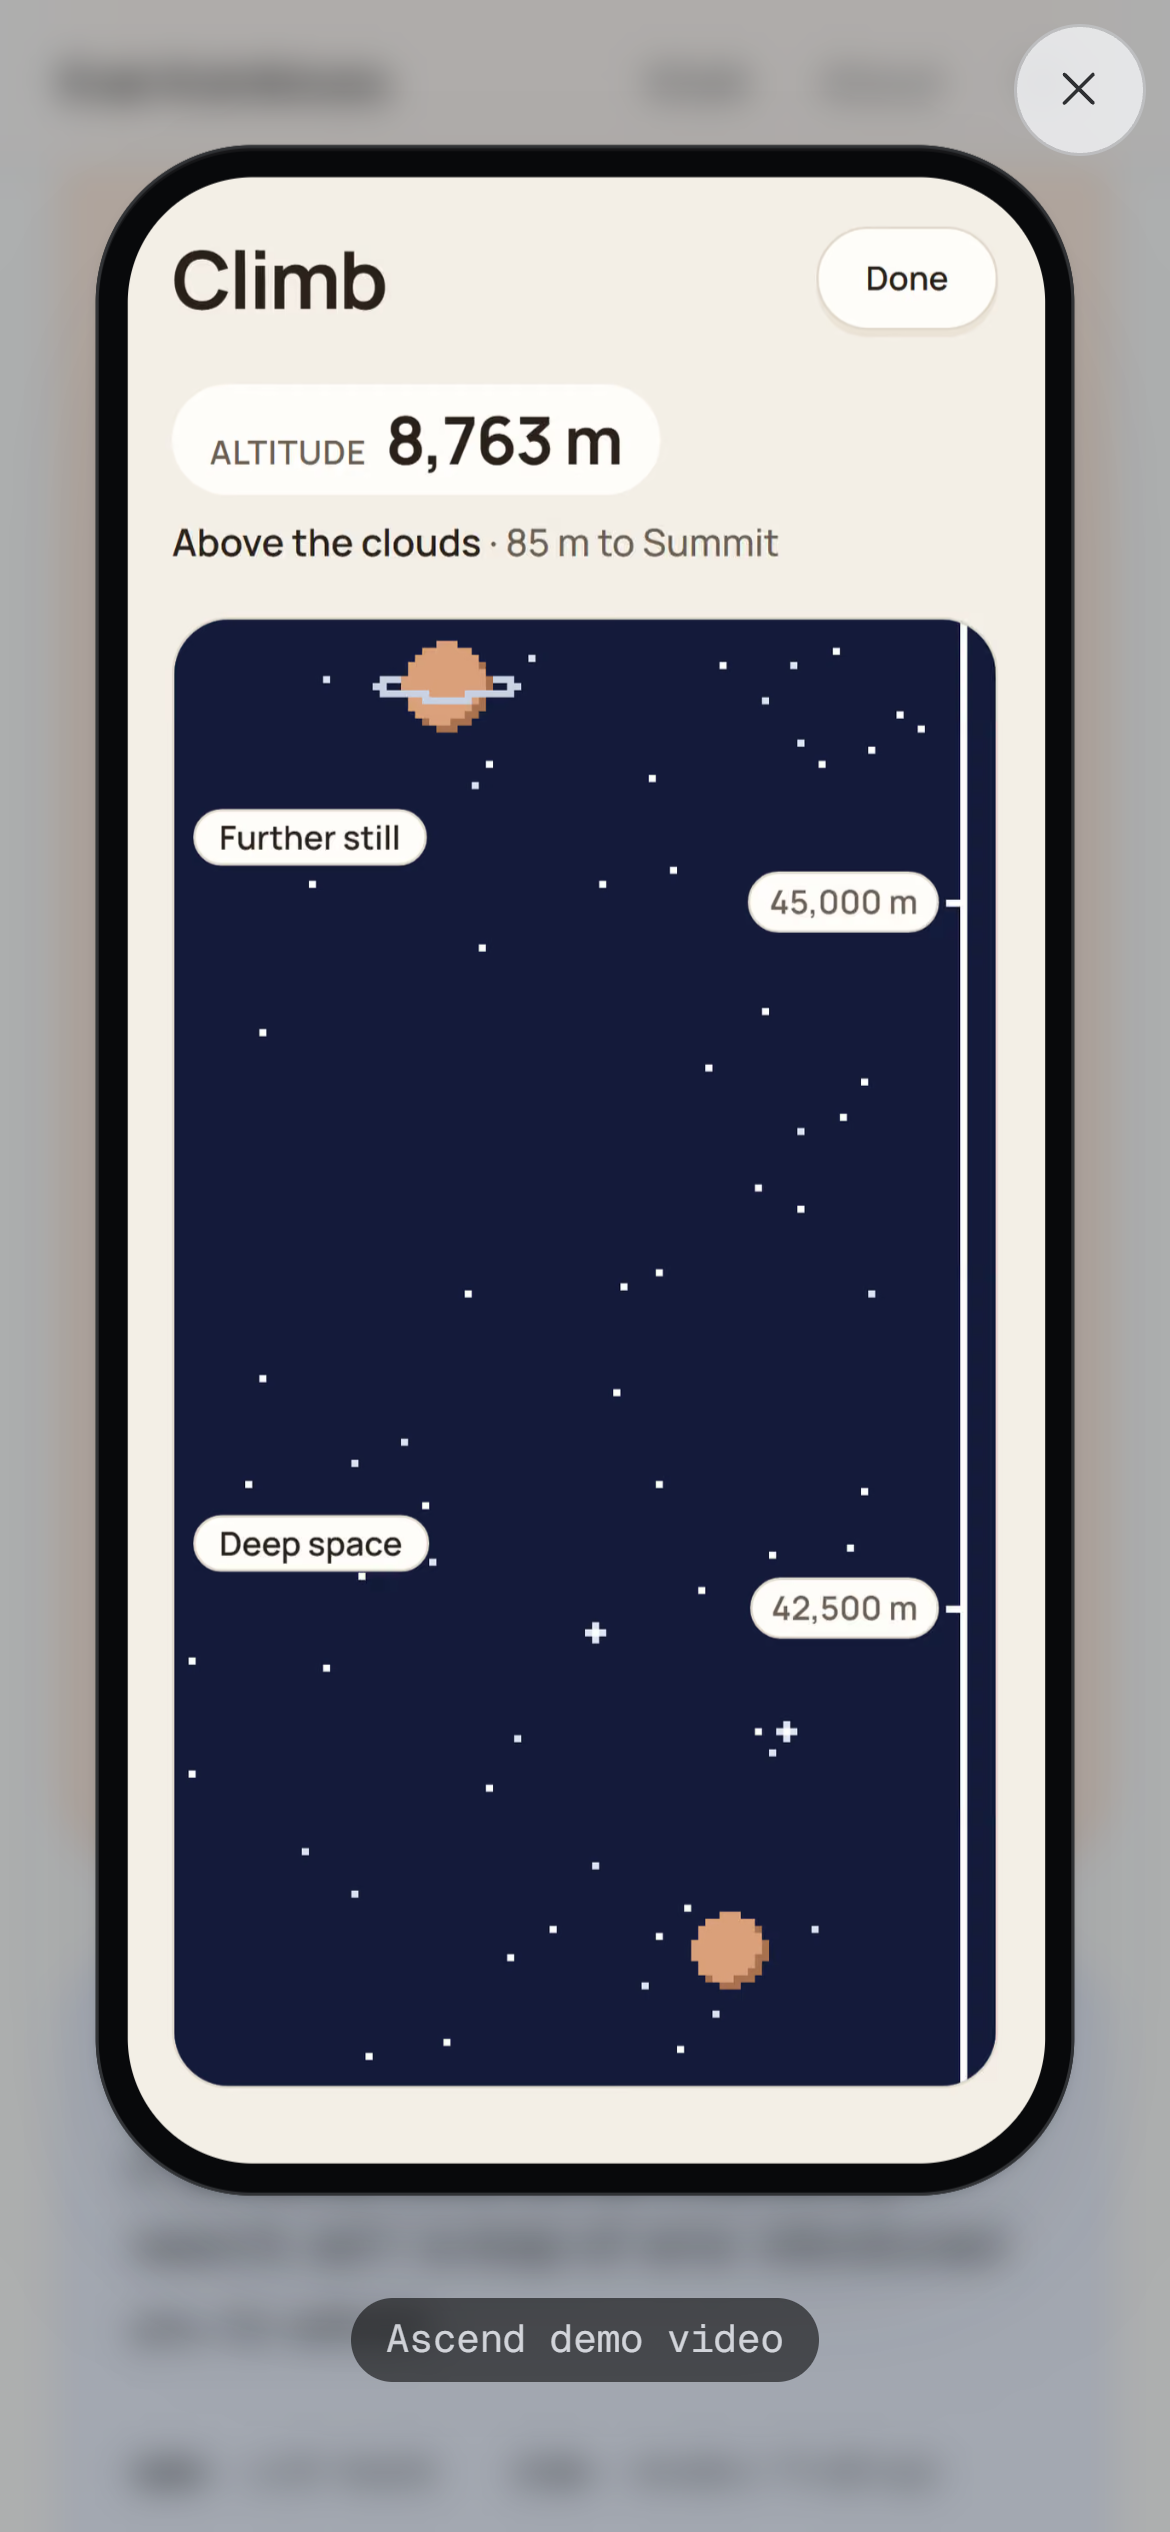 Climb
Done
ALTITUDE 8,763 m
Above the clouds · 85 m to Summit
Further still
45,000 m
Deep space
42,500 m
Ascend demo video